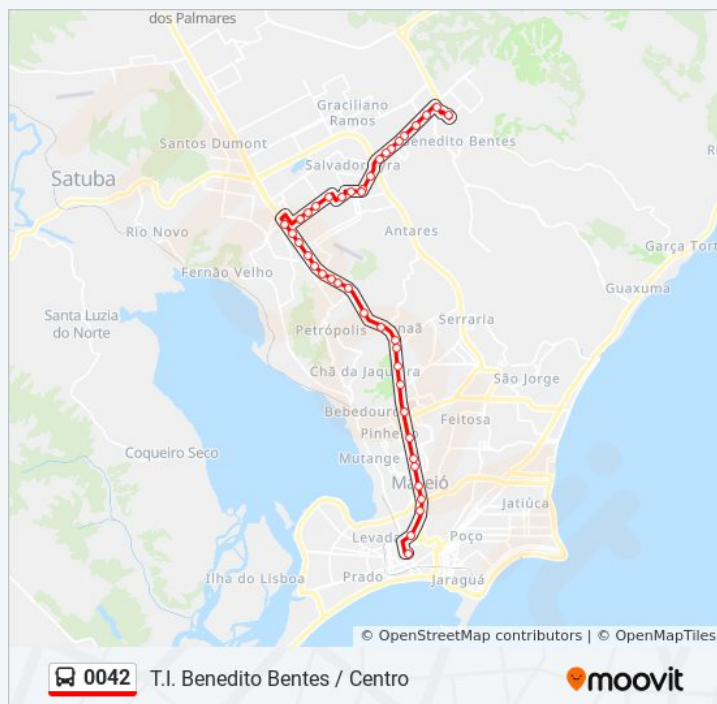 dos Palmares
Graciliano
Ramos
Benedito Bentes
Santos Dumont
Satuba
Rio Novo
Antares
Garça Tort
Fernão Velho
Guaxuma
Santa Luzia
do Norte
Petrópolis
Serraria
Chã da Jaqueira
São Jorge
Bebedouro
Feitosa
Pinheiro
Coqueiro Seco
Mutange
Jatiúca
Levada
Poço
Ilha do Lisboa
Prado
Jaraguá
© OpenStreetMap contributors | © OpenMapTiles
0042 T.I. Benedito Bentes / Centro
moovit